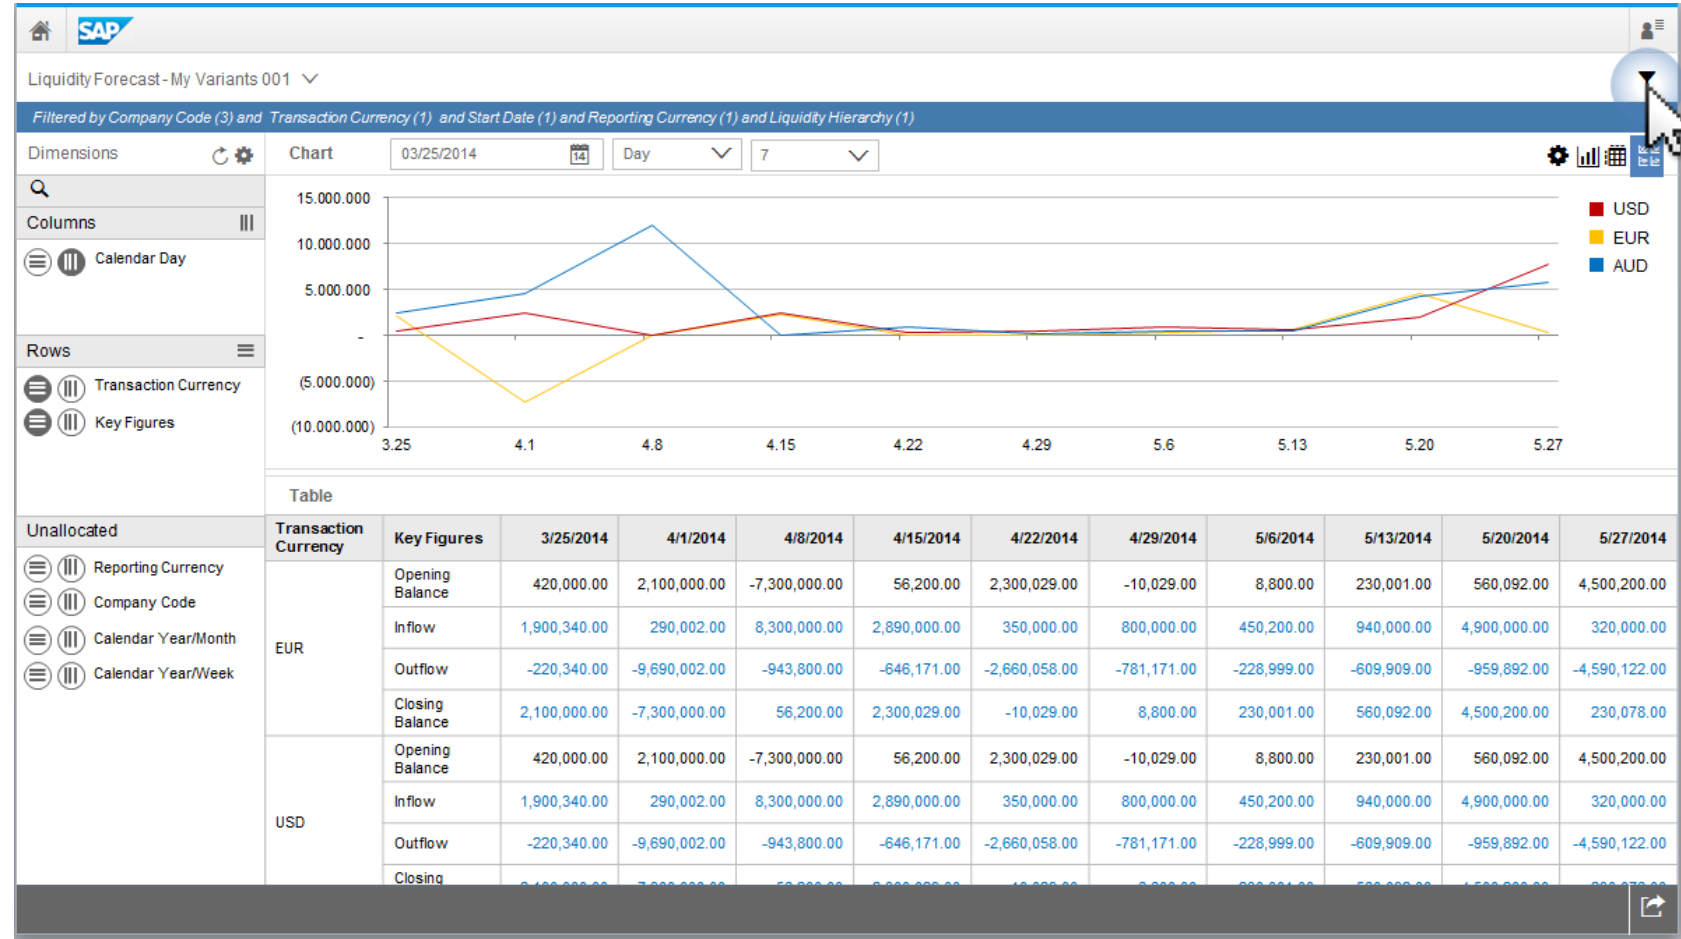 SAP
Liquidity Forecast - My Variants 001
Filtered by Company Code (3) and Transaction Currency (1) and Start Date (1) and Reporting Currency (1) and Liquidity Hierarchy (1)
Dimensions
Chart 03/25/2014 14 Day 7
Columns
Calendar Day
Rows
Transaction Currency
Key Figures
Unallocated
Reporting Currency
Company Code
Calendar Year/Month
Calendar Year/Week
15.000.000
10.000.000
5.000.000
-
(5.000.000)
(10.000.000)
3.25 4.1 4.8 4.15 4.22 4.29 5.6 5.13 5.20 5.27
USD
EUR
AUD
Table
Transaction Currency Key Figures 3/25/2014 4/1/2014 4/8/2014 4/15/2014 4/22/2014 4/29/2014 5/6/2014 5/13/2014 5/20/2014 5/27/2014
EUR
Opening Balance 420,000.00 2,100,000.00 -7,300,000.00 56,200.00 2,300,029.00 -10,029.00 8,800.00 230,001.00 560,092.00 4,500,200.00
Inflow 1,900,340.00 290,002.00 8,300,000.00 2,890,000.00 350,000.00 800,000.00 450,200.00 940,000.00 4,900,000.00 320,000.00
Outflow -220,340.00 -9,690,002.00 -943,800.00 -646,171.00 -2,660,058.00 -781,171.00 -228,999.00 -609,909.00 -959,892.00 -4,590,122.00
Closing Balance 2,100,000.00 -7,300,000.00 56,200.00 2,300,029.00 -10,029.00 8,800.00 230,001.00 560,092.00 4,500,200.00 230,078.00
USD
Opening Balance 420,000.00 2,100,000.00 -7,300,000.00 56,200.00 2,300,029.00 -10,029.00 8,800.00 230,001.00 560,092.00 4,500,200.00
Inflow 1,900,340.00 290,002.00 8,300,000.00 2,890,000.00 350,000.00 800,000.00 450,200.00 940,000.00 4,900,000.00 320,000.00
Outflow -220,340.00 -9,690,002.00 -943,800.00 -646,171.00 -2,660,058.00 -781,171.00 -228,999.00 -609,909.00 -959,892.00 -4,590,122.00
Closing